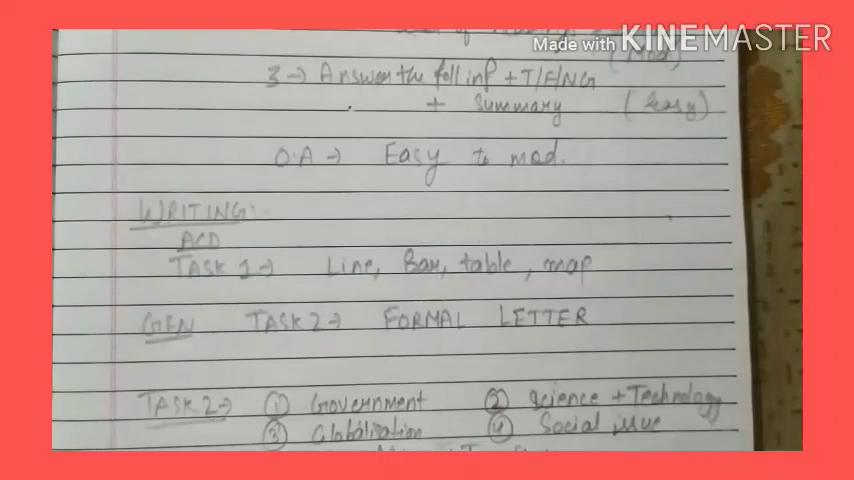 Made with KINEMASTER
(Mod)
3 → Answer the foll inf + T/F/NG
+ Summary (Easy)
O.A → Easy to mod.
WRITING:
ACD
TASK 1 → Line, Bar, table, map
GEN TASK 2 → FORMAL LETTER
TASK 2 → ① Government ② Science + Technology
③ Globalisation ④ Social issue